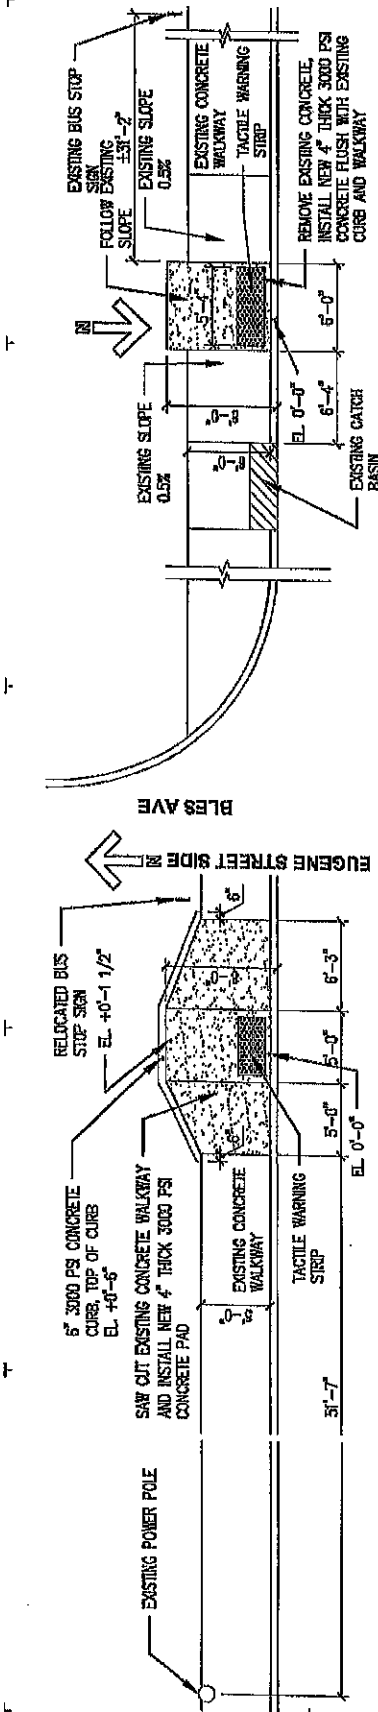 EXISTING BUS STOP
SIGN
FOLLOW EXISTING
SLOPE
±31'-2"
EXISTING SLOPE
0.5%
EXISTING CONCRETE
WALKWAY
TACTILE WARNING
STRIP
REMOVE EXISTING CONCRETE,
INSTALL NEW 4" THICK 3000 PSI
CONCRETE FLUSH WITH EXISTING
CURB AND WALKWAY
N
5'-4"
6'-0"
6'-4"
8'-0"
6'-0"
EL 0'-0"
EXISTING SLOPE
0.5%
EXISTING CATCH
BASIN
BLES AVE
EUGENE STREET SIDE
N
RELOCATED BUS
STOP SIGN
EL. +0'-1 1/2"
6" 3000 PSI CONCRETE
CURB, TOP OF CURB
EL. +0'-6"
SAW CUT EXISTING CONCRETE WALKWAY
AND INSTALL NEW 4" THICK 3000 PSI
CONCRETE PAD
EXISTING CONCRETE
WALKWAY
TACTILE WARNING
STRIP
EL 0'-0"
6"
8'-0"
6"
6'-3"
5'-0"
5'-0"
31'-7"
EXISTING POWER POLE